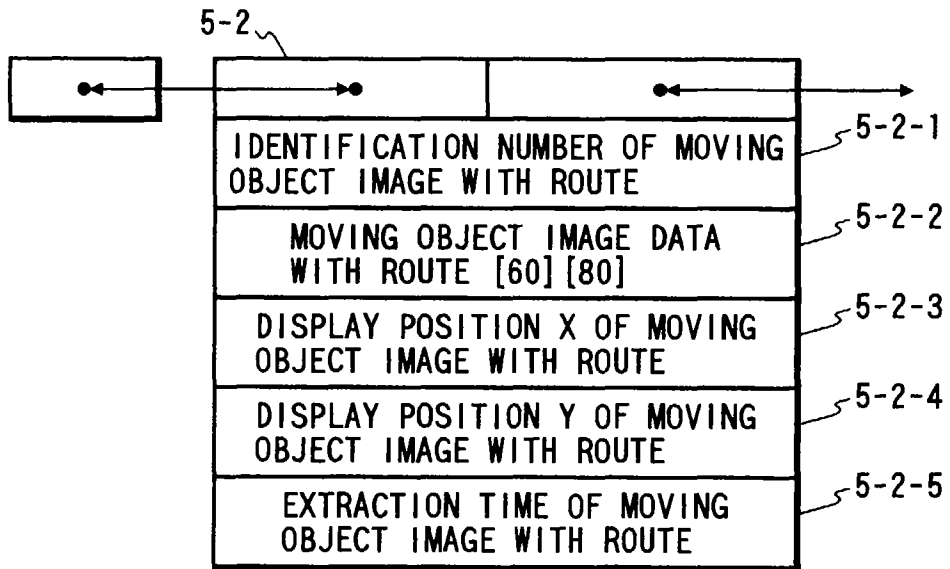 5-2
IDENTIFICATION NUMBER OF MOVING
OBJECT IMAGE WITH ROUTE
5-2-1
MOVING OBJECT IMAGE DATA
WITH ROUTE [60] [80]
5-2-2
DISPLAY POSITION X OF MOVING
OBJECT IMAGE WITH ROUTE
5-2-3
DISPLAY POSITION Y OF MOVING
OBJECT IMAGE WITH ROUTE
5-2-4
EXTRACTION TIME OF MOVING
OBJECT IMAGE WITH ROUTE
5-2-5